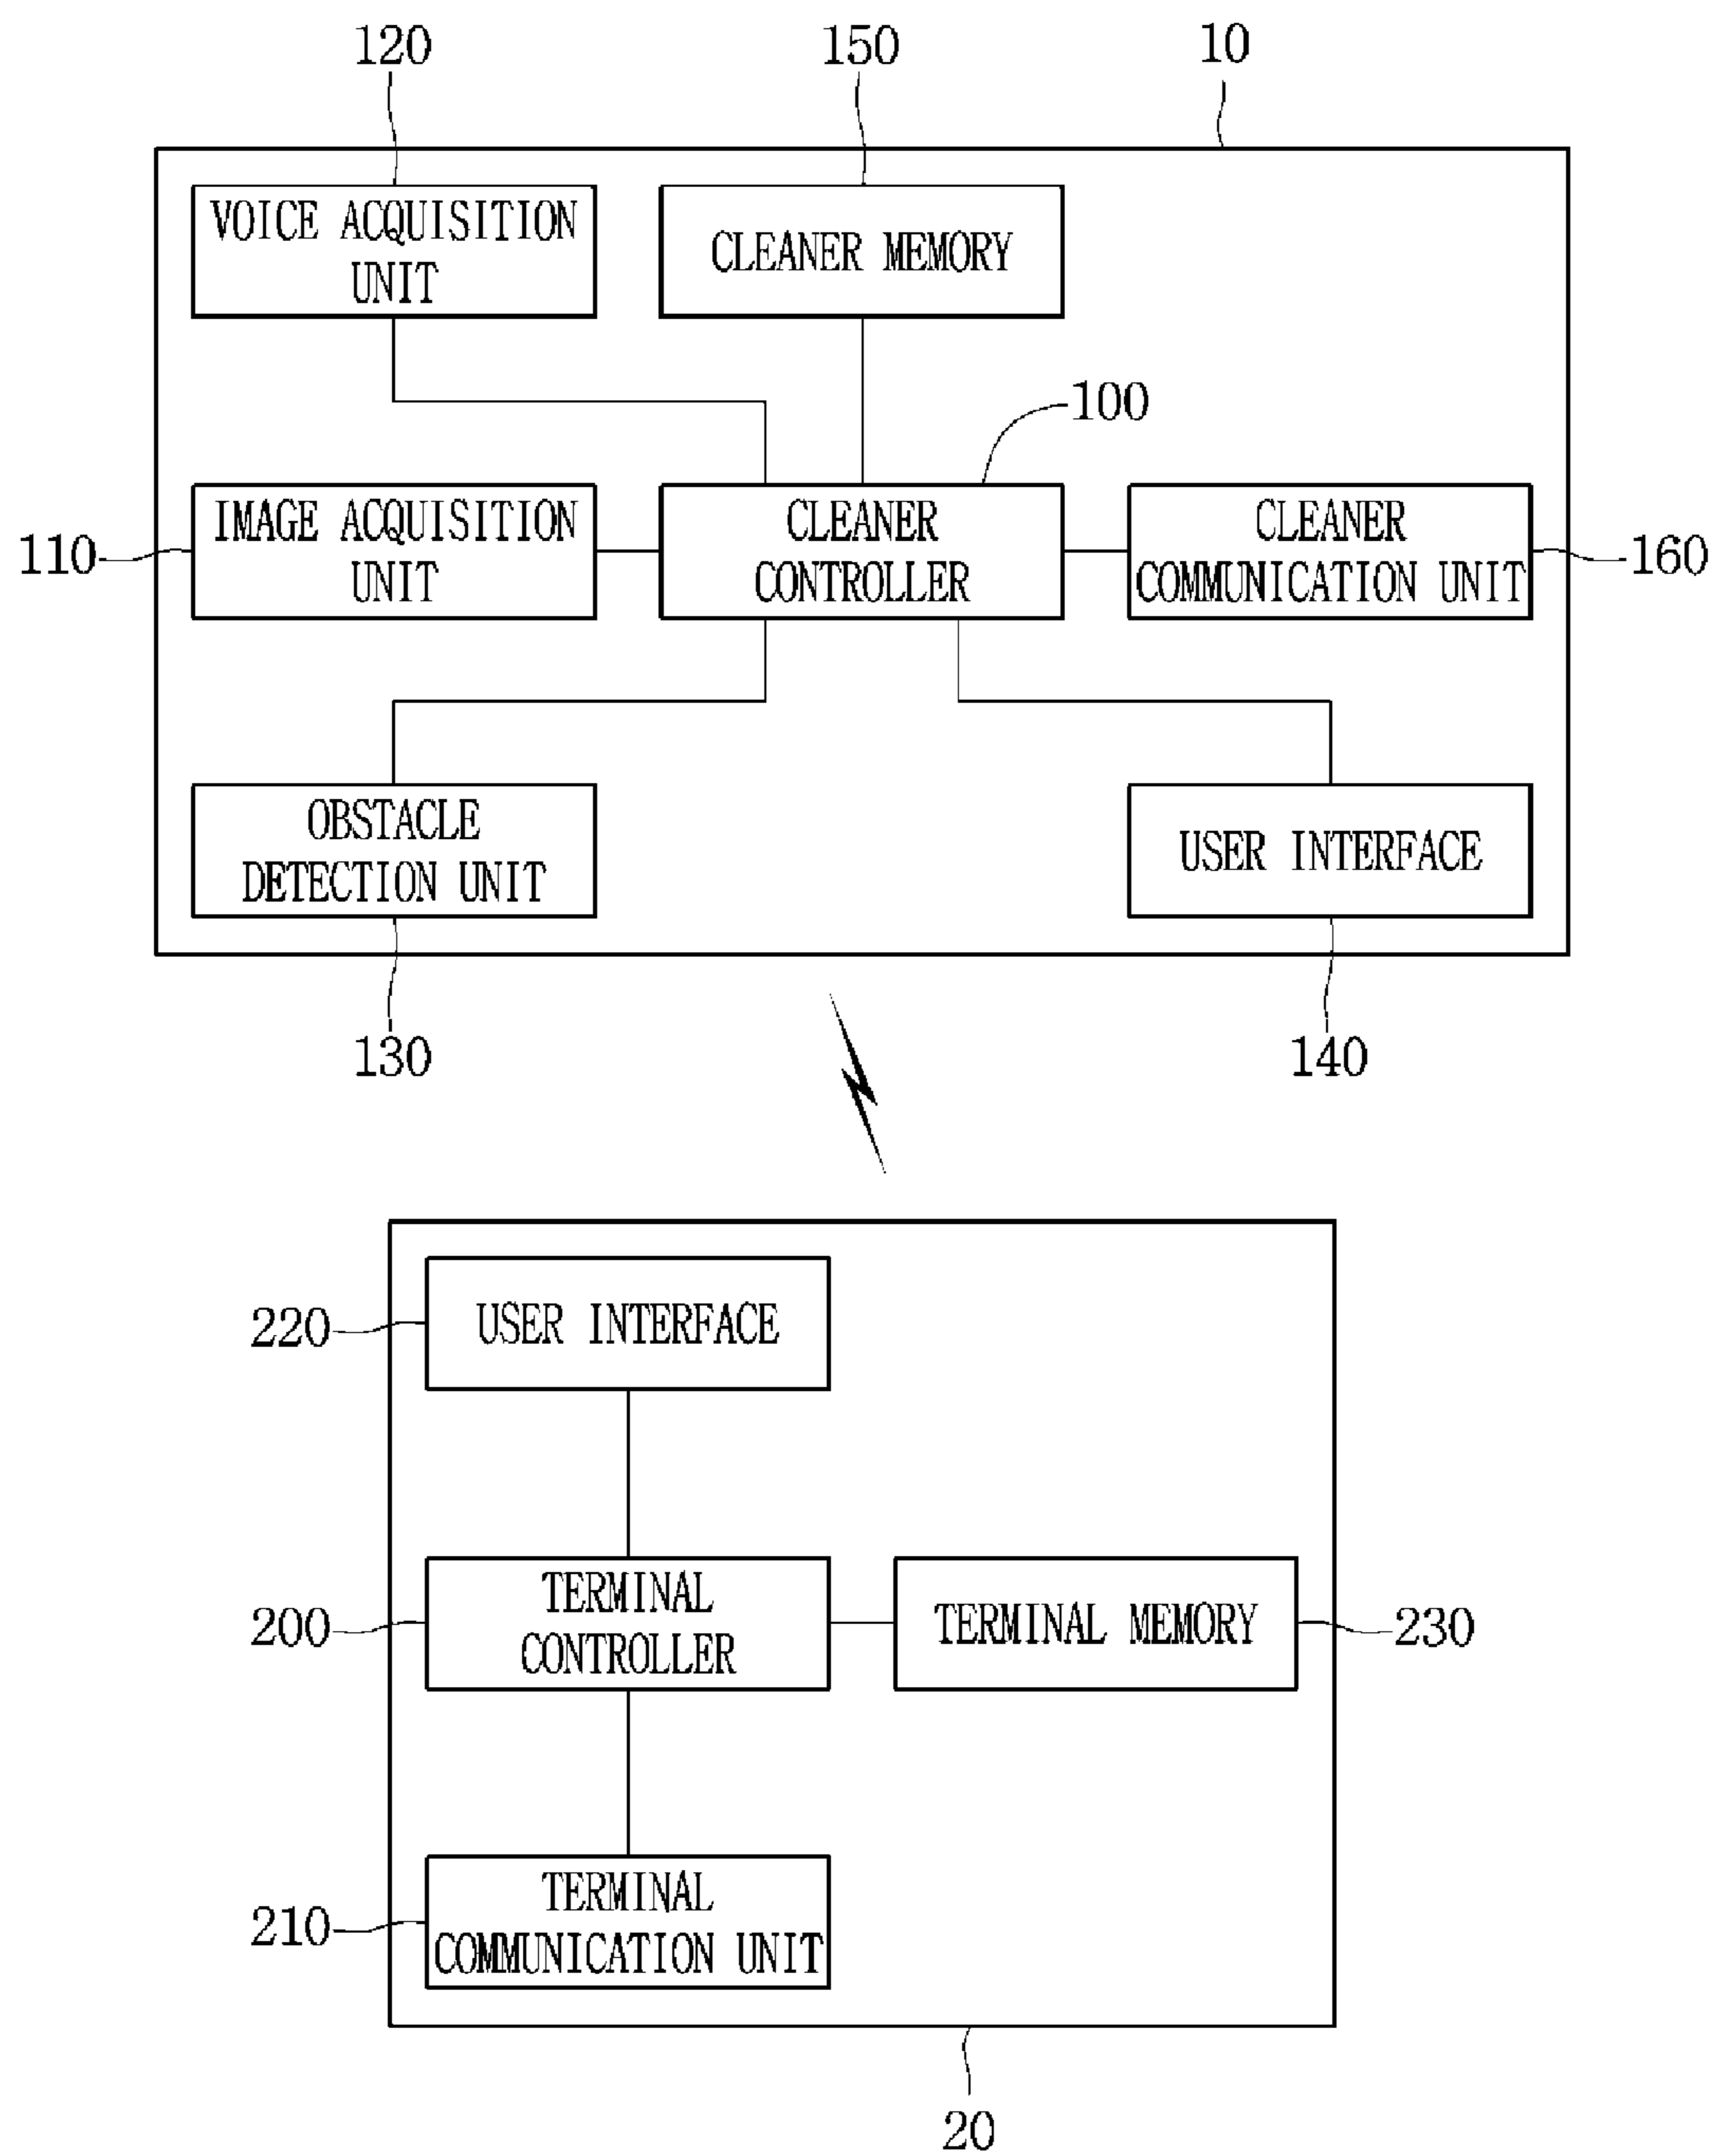 120
150
10
VOICE ACQUISITION
UNIT
CLEANER MEMORY
100
110
IMAGE ACQUISITION
UNIT
CLEANER
CONTROLLER
CLEANER
COMMUNICATION UNIT
160
OBSTACLE
DETECTION UNIT
USER INTERFACE
130
140
220
USER INTERFACE
200
TERMINAL
CONTROLLER
TERMINAL MEMORY
230
210
TERMINAL
COMMUNICATION UNIT
20